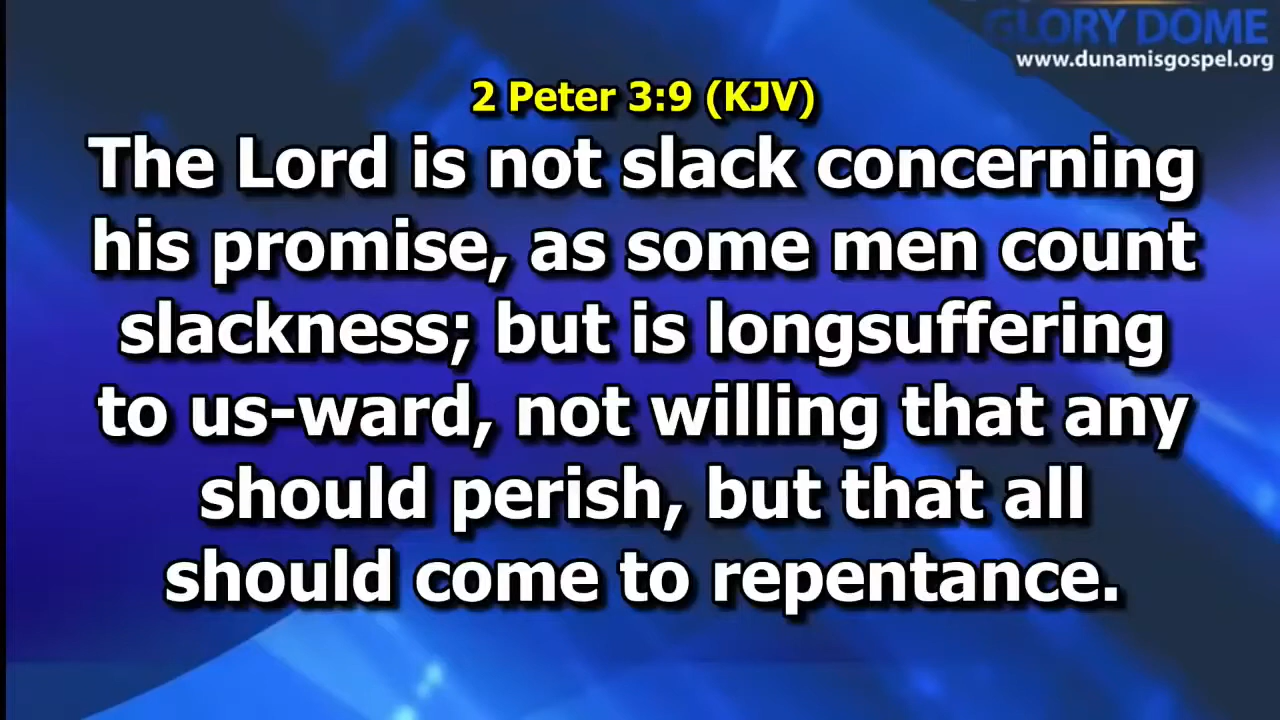 GLORY DOME
www.dunamisgospel.org
2 Peter 3:9 (KJV)
The Lord is not slack concerning
his promise, as some men count
slackness; but is longsuffering
to us-ward, not willing that any
should perish, but that all
should come to repentance.